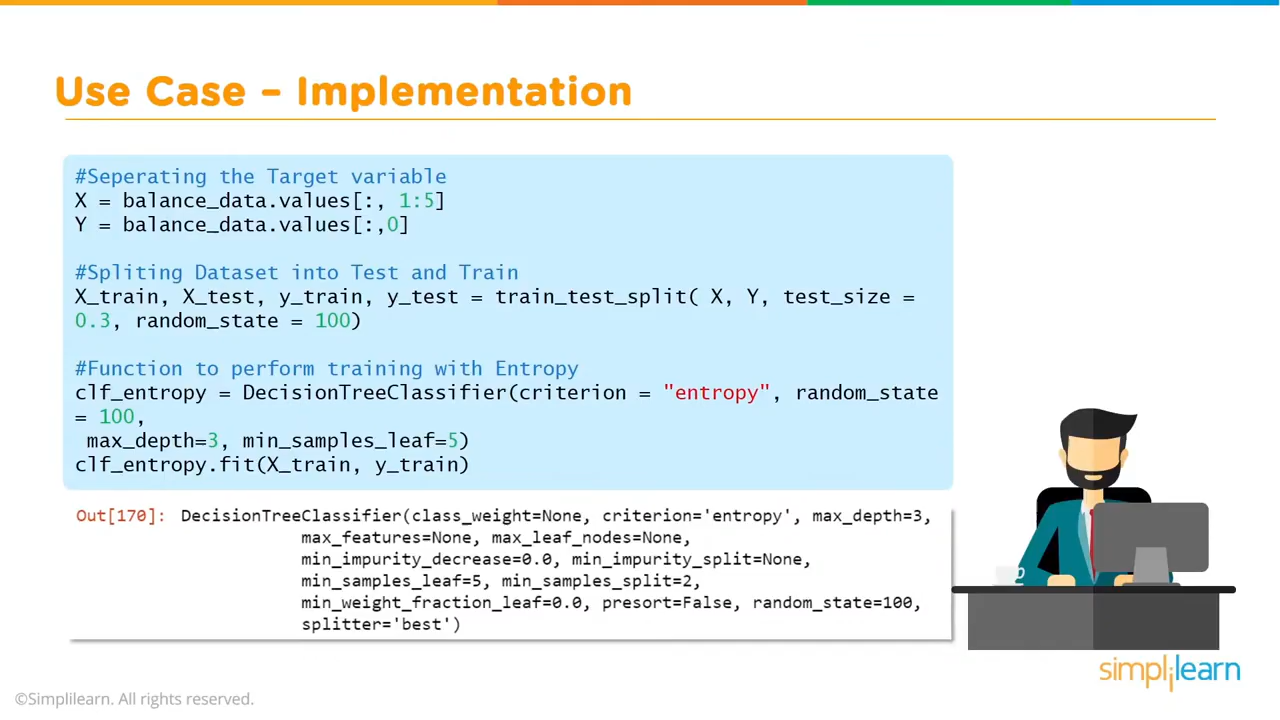 Use Case – Implementation
#Seperating the Target variable
X = balance_data.values[:, 1:5]
Y = balance_data.values[:,0]
#Spliting Dataset into Test and Train
X_train, X_test, y_train, y_test = train_test_split( X, Y, test_size =
0.3, random_state = 100)
#Function to perform training with Entropy
clf_entropy = DecisionTreeClassifier(criterion = "entropy", random_state
= 100,
max_depth=3, min_samples_leaf=5)
clf_entropy.fit(X_train, y_train)
Out[170]: DecisionTreeClassifier(class_weight=None, criterion='entropy', max_depth=3,
max_features=None, max_leaf_nodes=None,
min_impurity_decrease=0.0, min_impurity_split=None,
min_samples_leaf=5, min_samples_split=2,
min_weight_fraction_leaf=0.0, presort=False, random_state=100,
splitter='best')
simplilearn
©Simplilearn. All rights reserved.